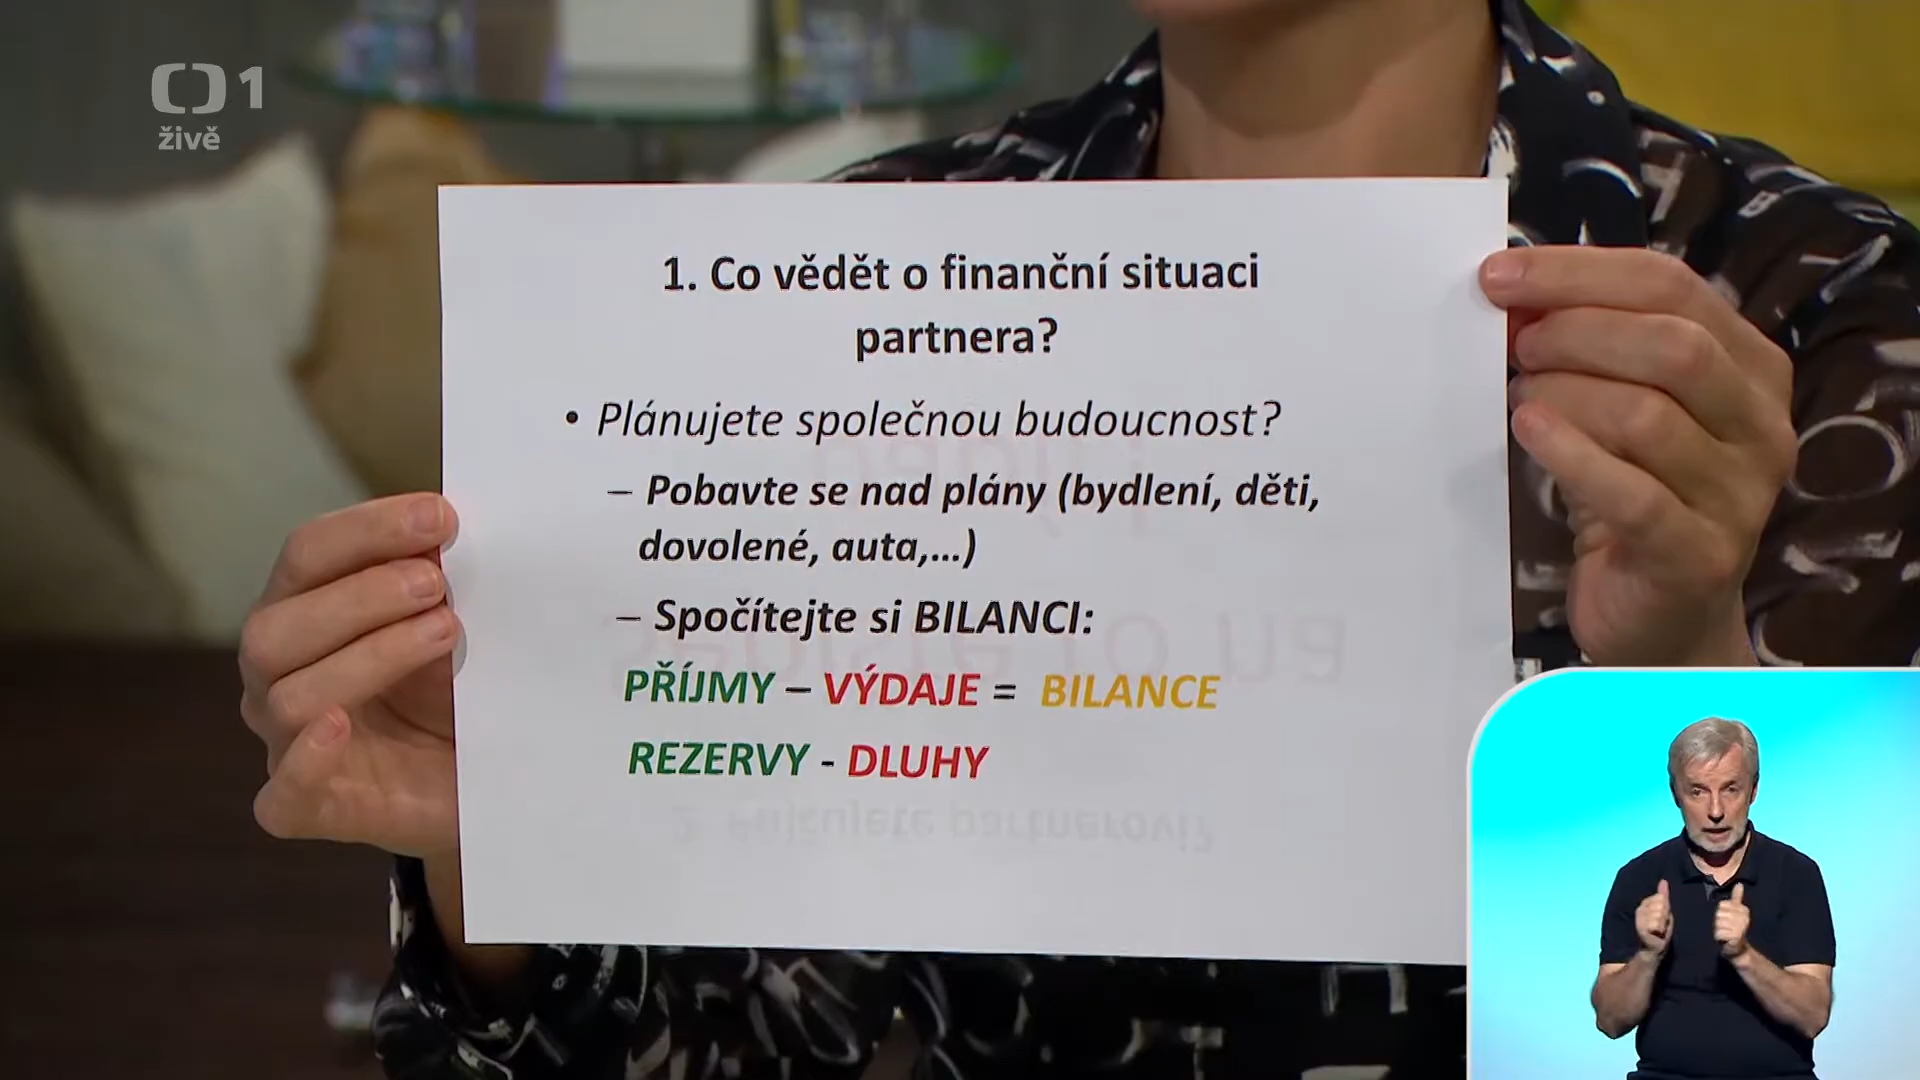 1
živě
1. Co vědět o finanční situaci
partnera?
• Plánujete společnou budoucnost?
– Pobavte se nad plány (bydlení, děti,
dovolené, auta,...)
– Spočítejte si BILANCI:
PŘÍJMY – VÝDAJE = BILANCE
REZERVY - DLUHY